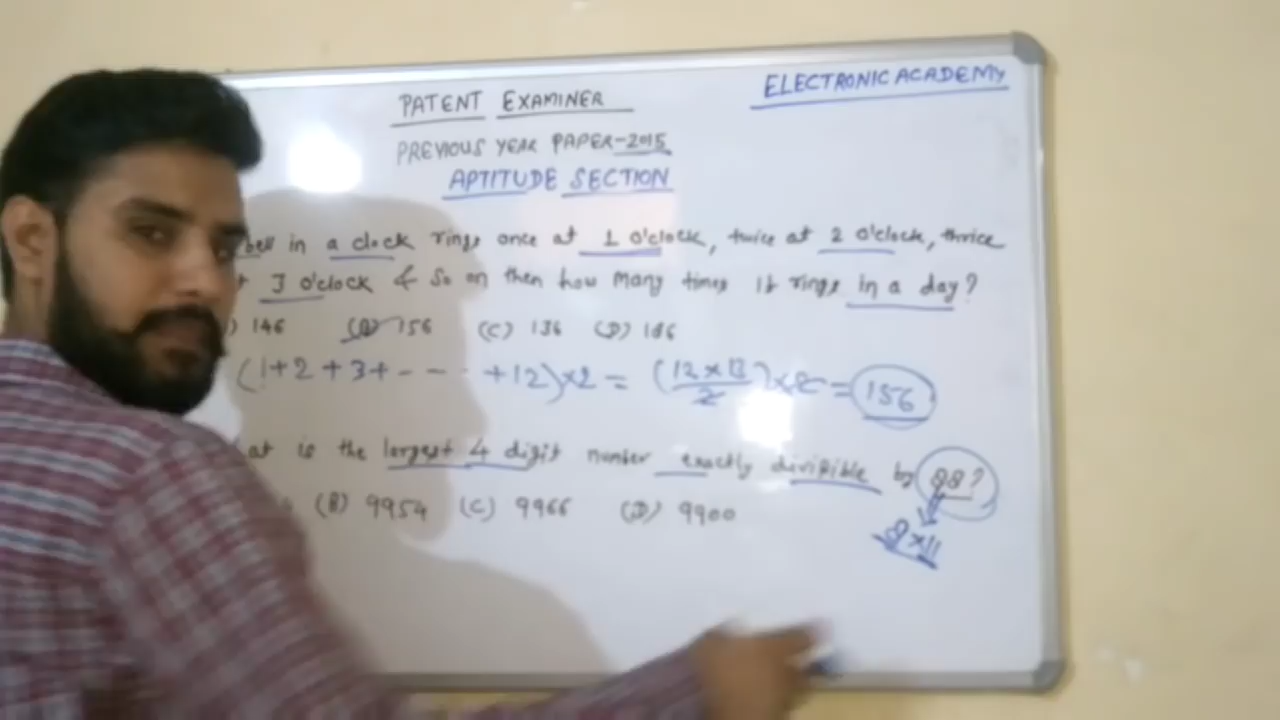 PATENT EXAMINER
ELECTRONIC ACADEMY
PREVIOUS YEAR PAPER-2015
APTITUDE SECTION
bell in a clock rings once at 1 o'clock, twice at 2 o'clock, thrice
3 o'clock & so on then how many times it rings in a day?
146 (B) 156 (C) 136 (D) 166
(1+2+3+---+12)×2 = (12×13/2)×2 = 156
at is the largest 4 digit number exactly divisible by 88?
(B) 9954 (C) 9966 (D) 9900
8×11